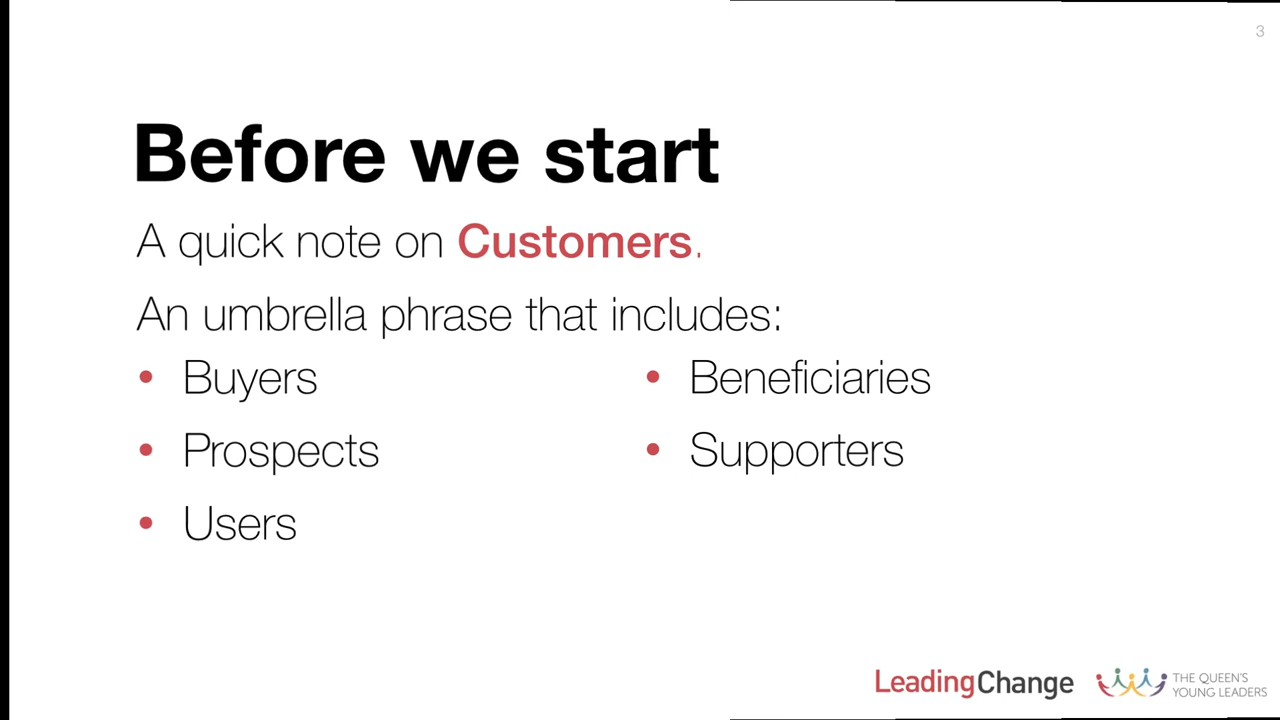 3
Before we start
A quick note on Customers.
An umbrella phrase that includes:
• Buyers
• Prospects
• Users
• Beneficiaries
• Supporters
LeadingChange
THE QUEEN'S
YOUNG LEADERS